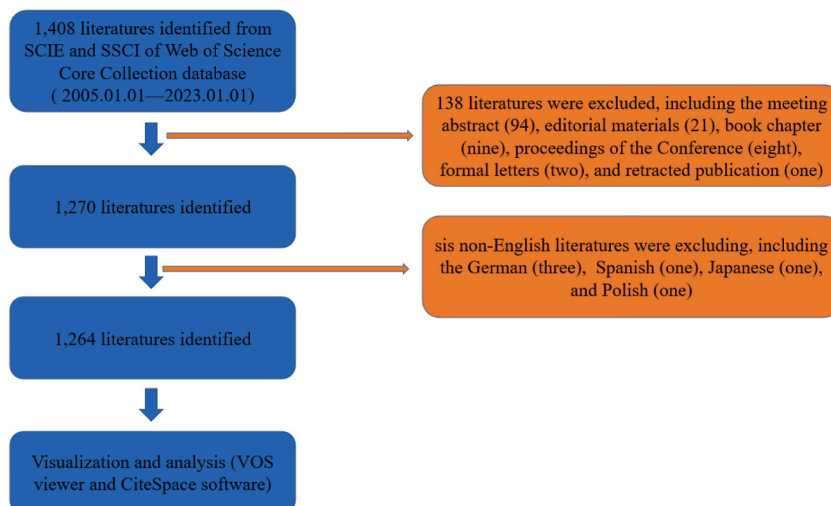 1,408 literatures identified from
SCIE and SSCI of Web of Science
Core Collection database
( 2005.01.01—2023.01.01)
138 literatures were excluded, including the meeting
abstract (94), editorial materials (21), book chapter
(nine), proceedings of the Conference (eight),
formal letters (two), and retracted publication (one)
1,270 literatures identified
sis non-English literatures were excluding, including
the German (three), Spanish (one), Japanese (one),
and Polish (one)
1,264 literatures identified
Visualization and analysis (VOS
viewer and CiteSpace software)